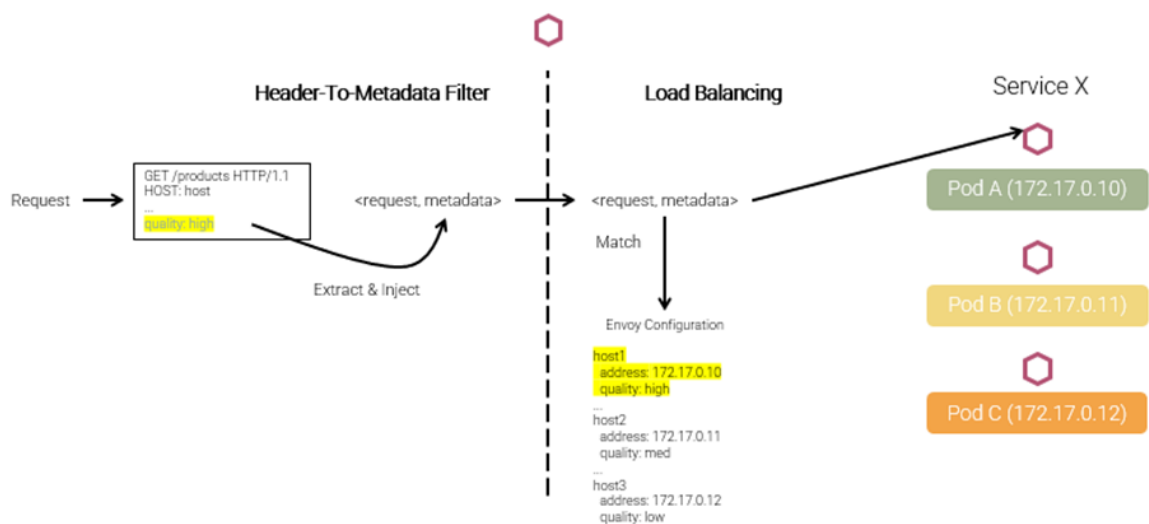 Header-To-Metadata Filter
Load Balancing
Service X
Request
GET /products HTTP/1.1
HOST: host
...
quality: high
<request, metadata>
Extract & Inject
<request, metadata>
Match
Envoy Configuration
host1
address: 172.17.0.10
quality: high
...
host2
address: 172.17.0.11
quality: med
...
host3
address: 172.17.0.12
quality: low
Pod A (172.17.0.10)
Pod B (172.17.0.11)
Pod C (172.17.0.12)